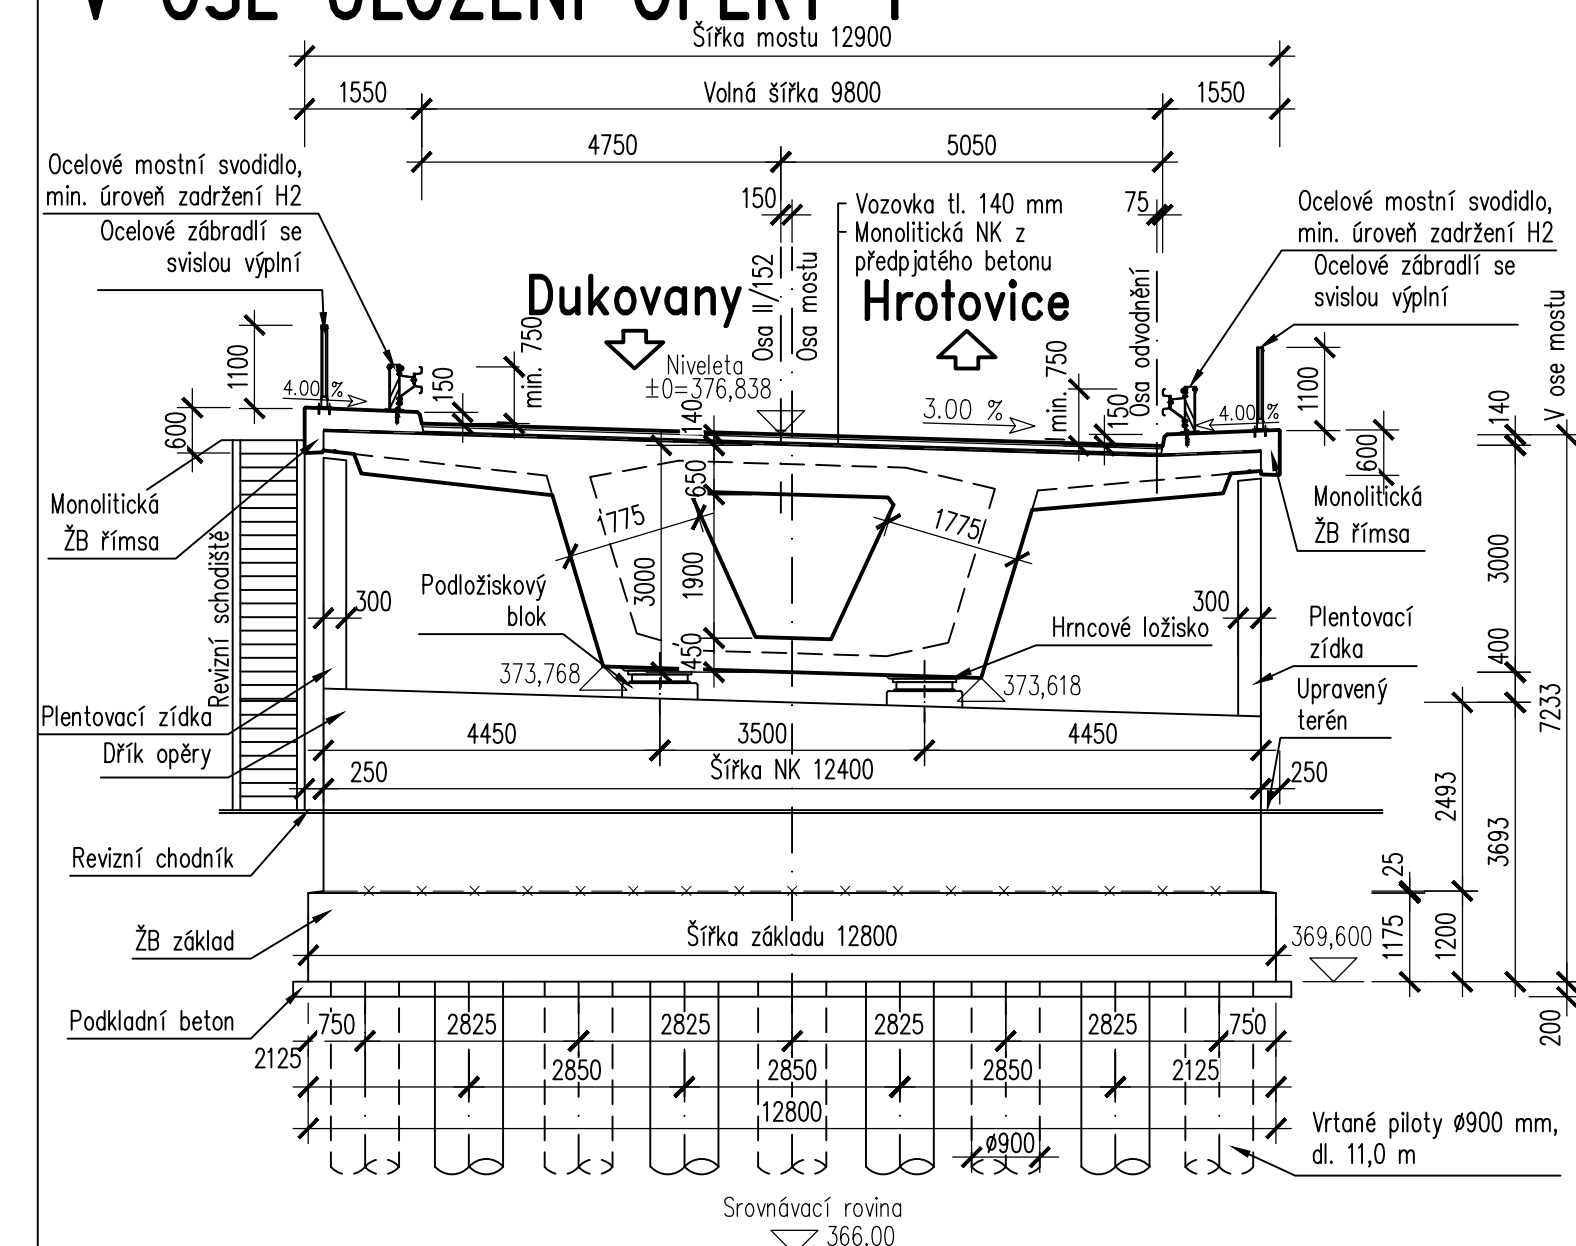 V OSE ULOŽENÍ OPĚRY 1
Šířka mostu 12900
1550
Volná šířka 9800
1550
4750
5050
Ocelové mostní svodidlo,
min. úroveň zadržení H2
Ocelové zábradlí se
svislou výplní
150
Vozovka tl. 140 mm
Monolitická NK z
předpjatého betonu
75
Ocelové mostní svodidlo,
min. úroveň zadržení H2
Ocelové zábradlí se
svislou výplní
Dukovany
Hrotovice
Osa II/152
Osa mostu
Osa odvodnění
V ose mostu
Niveleta
±0=376,838
1100
600
4.00 %
150
min. 750
140
3.00 %
min. 750
150
4.00 %
1100
600
140
Monolitická
ŽB římsa
Revizní schodiště
1775
650
1775
Monolitická
ŽB římsa
3000
1900
3000
300
Podložiskový
blok
300
Plentovací
zídka
Hrncové ložisko
450
400
373,768
373,618
Upravený
terén
7233
Plentovací zídka
Dřík opěry
4450
3500
4450
Šířka NK 12400
250
250
2493
3693
Revizní chodník
25
ŽB základ
Šířka základu 12800
369,600
1175
1200
Podkladní beton
750
2825
2825
2825
2825
750
200
2125
2850
2850
2850
2125
12800
ø900
Vrtané piloty ø900 mm,
dl. 11,0 m
Srovnávací rovina
366,00